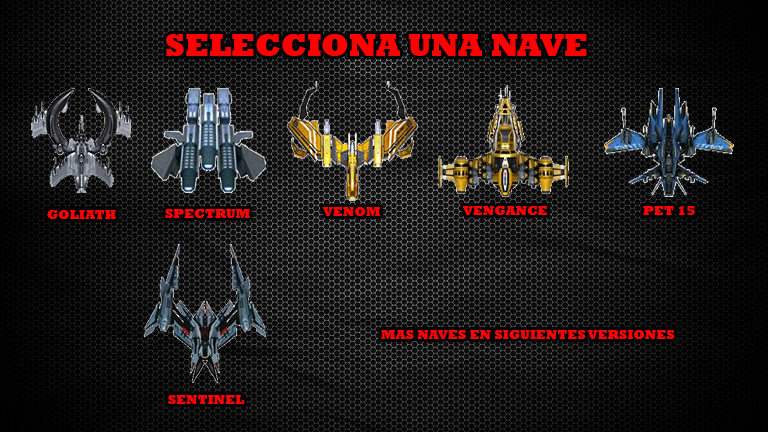 SELECCIONA UNA NAVE
GOLIATH
SPECTRUM
VENOM
VENGANCE
PET 15
MAS NAVES EN SIGUIENTES VERSIONES
SENTINEL